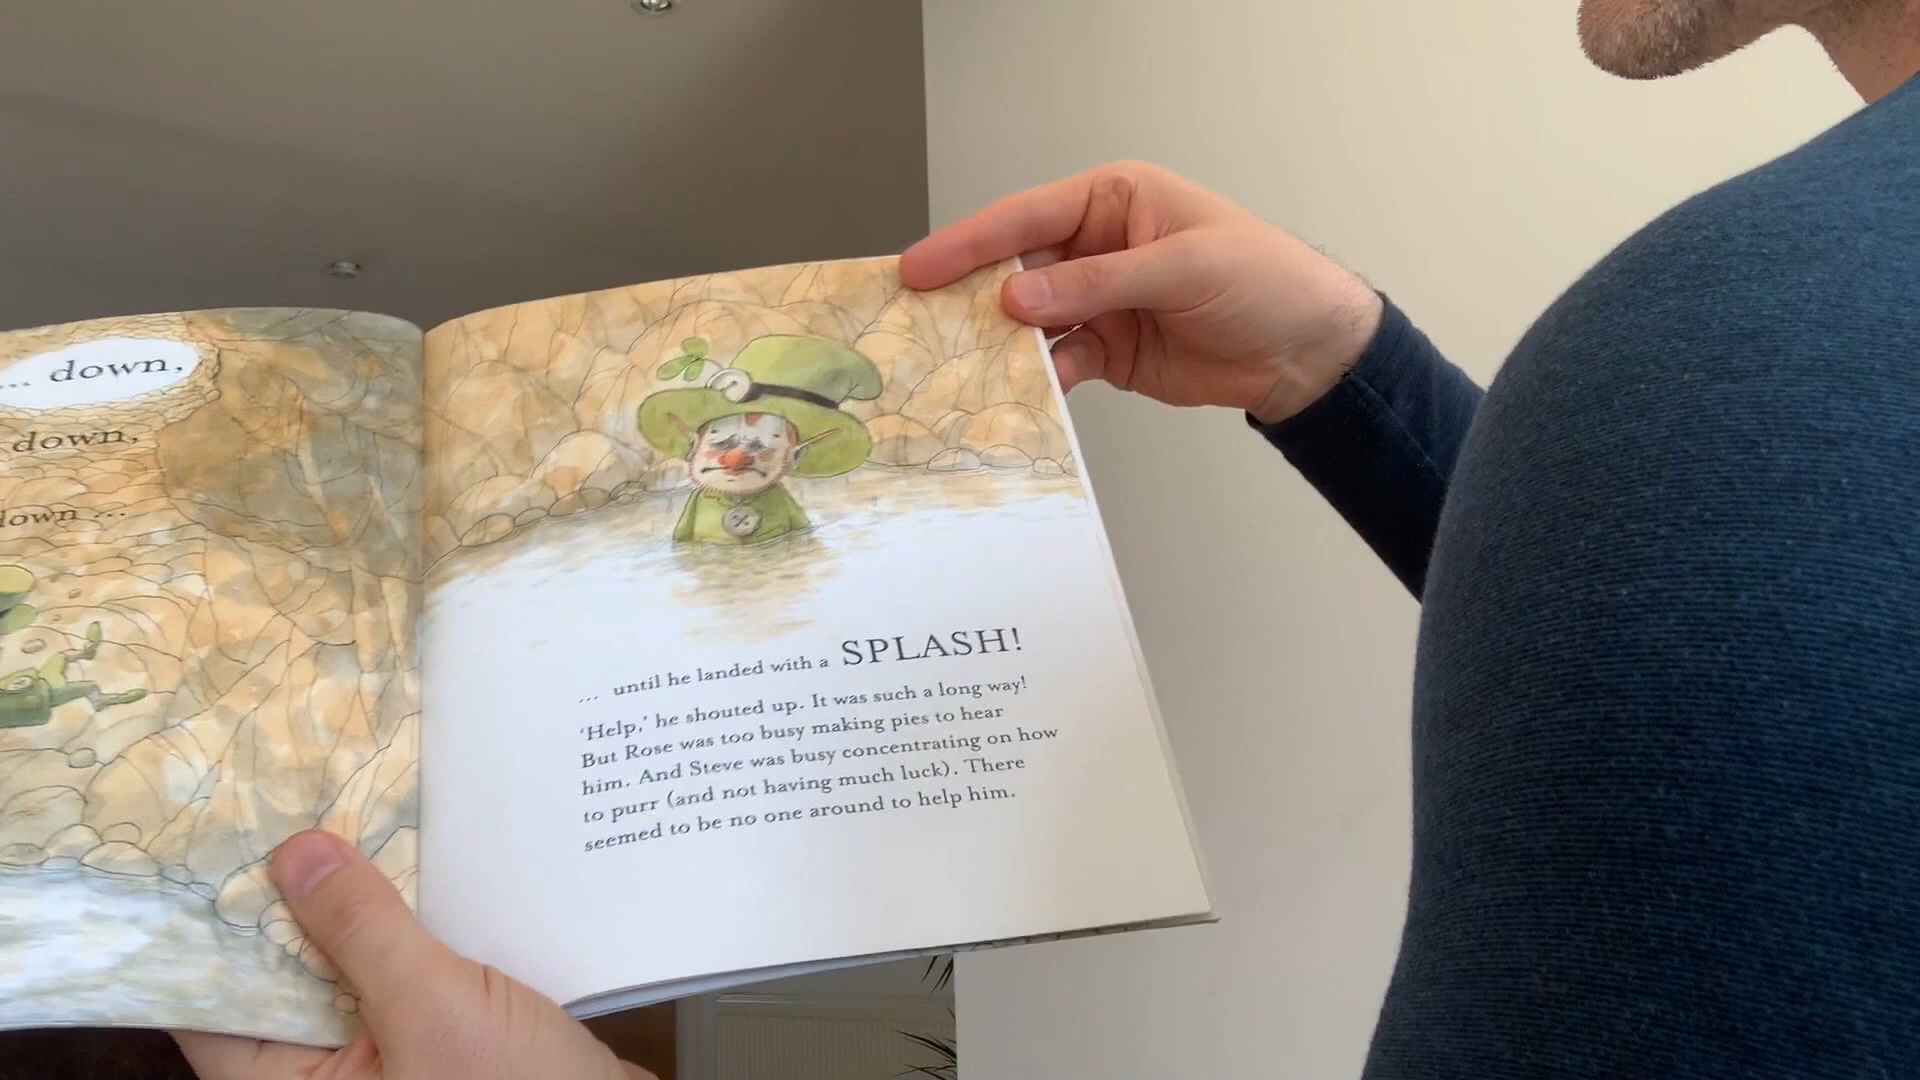 ... down,
down,
down ...
... until he landed with a SPLASH!
‘Help,’ he shouted up. It was such a long way!
But Rose was too busy making pies to hear
him. And Steve was busy concentrating on how
to purr (and not having much luck). There
seemed to be no one around to help him.